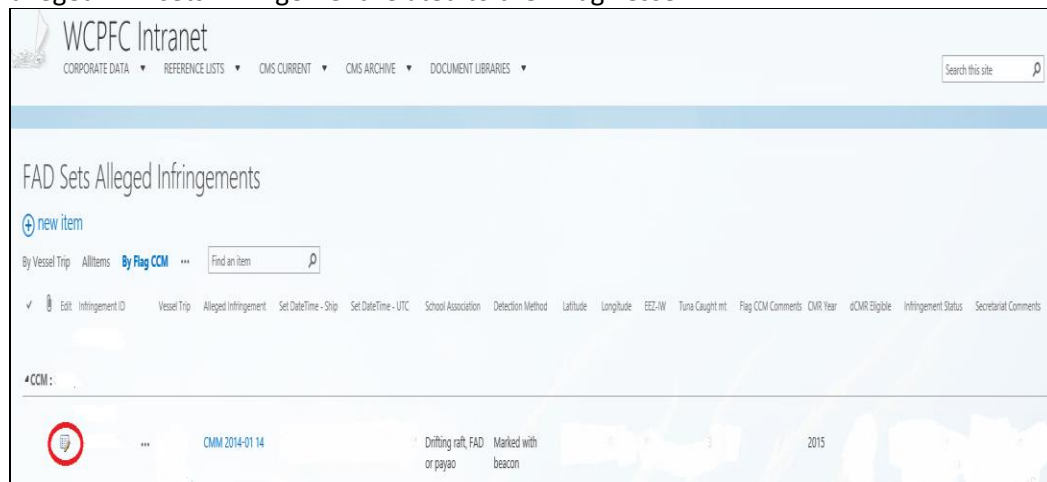 WCPFC Intranet
CORPORATE DATA ▼ REFERENCE LISTS ▼ CMS CURRENT ▼ CMS ARCHIVE ▼ DOCUMENT LIBRARIES ▼
Search this site
FAD Sets Alleged Infringements
new item
By Vessel Trip AllItems By Flag CCM ··· Find an item
Edit Infringement ID Vessel Trip Alleged Infringement Set DateTime - Ship Set DateTime - UTC School Association Detection Method Latitude Longitude EEZ-IW Tuna Caught mt Flag CCM Comments CMR Year dCMR Eligible Infringement Status Secretariat Comments
CCM :
··· CMM 2014-01 14 Drifting raft, FAD Marked with 2015
or payao beacon